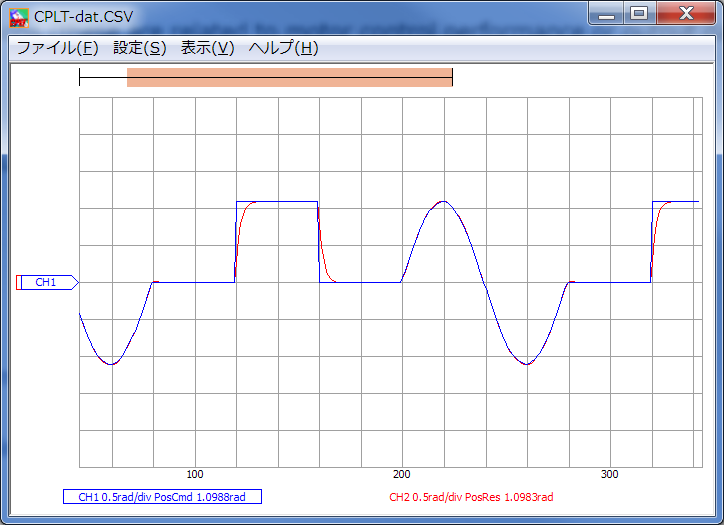 CPLT-dat.CSV
ファイル(F) 設定(S) 表示(V) ヘルプ(H)
CH1
100 200 300
CH1 0.5rad/div PosCmd 1.0988rad
CH2 0.5rad/div PosRes 1.0983rad